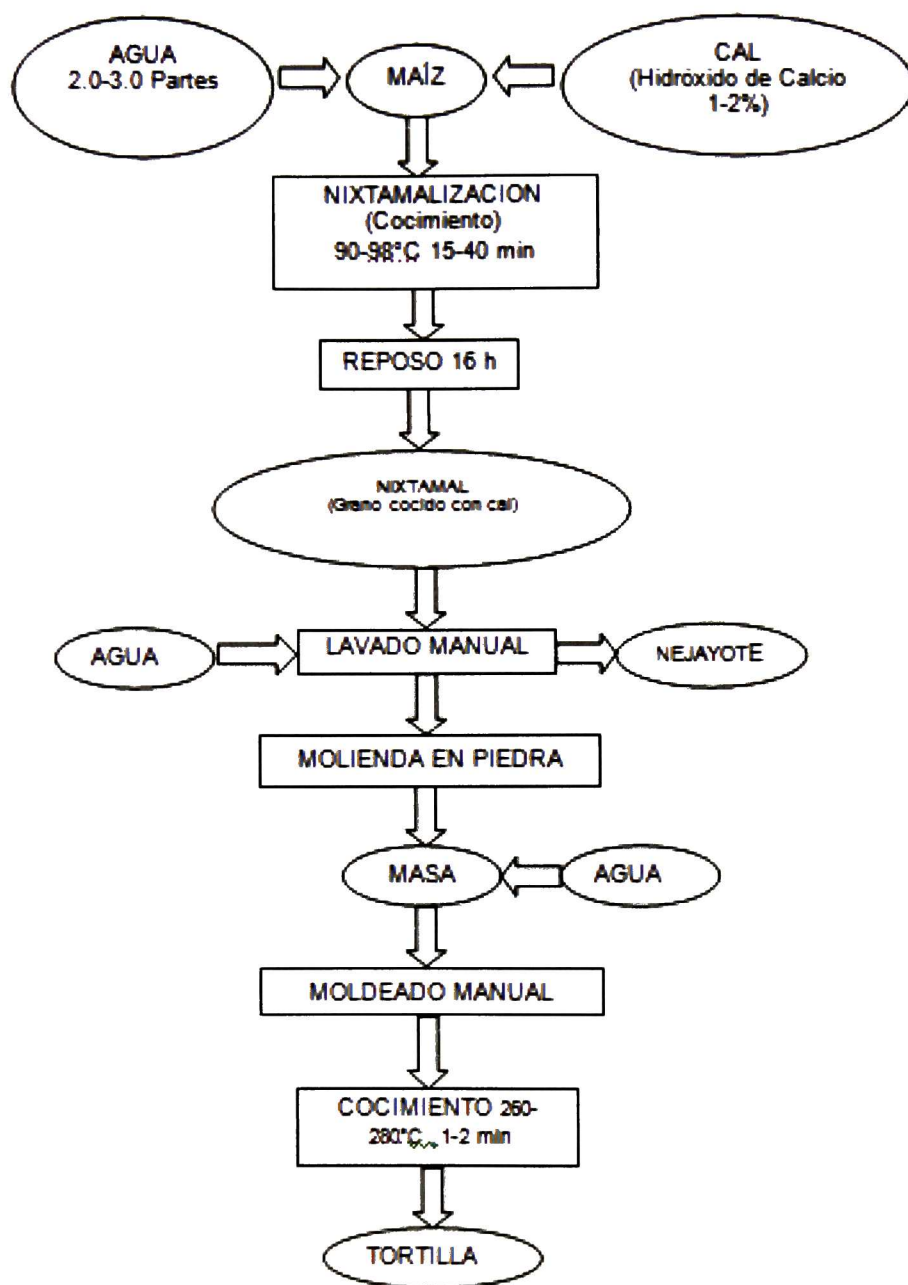 AGUA
2.0-3.0 Partes
MAÍZ
CAL
(Hidróxido de Calcio
1-2%)
NIXTAMALIZACION
(Cocimiento)
90-98°C 15-40 min
REPOSO 16 h
NIXTAMAL
(Grano cocido con cal)
AGUA
LAVADO MANUAL
NEJAYOTE
MOLIENDA EN PIEDRA
MASA
AGUA
MOLDEADO MANUAL
COCIMIENTO 260-
280°C 1-2 min
TORTILLA